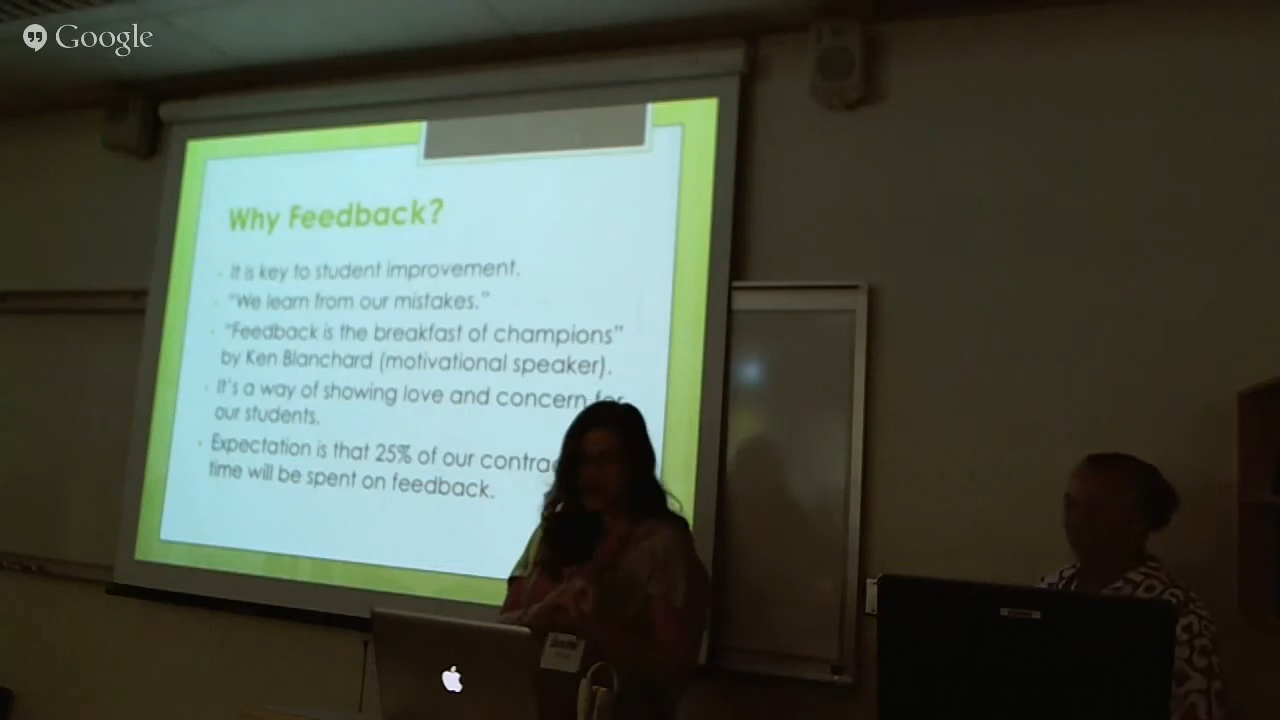 Google
Why Feedback?
It is key to student improvement.
"We learn from our mistakes."
"Feedback is the breakfast of champions"
by Ken Blanchard (motivational speaker).
It's a way of showing love and concern for
our students.
Expectation is that 25% of our
time will be spent on feedback.